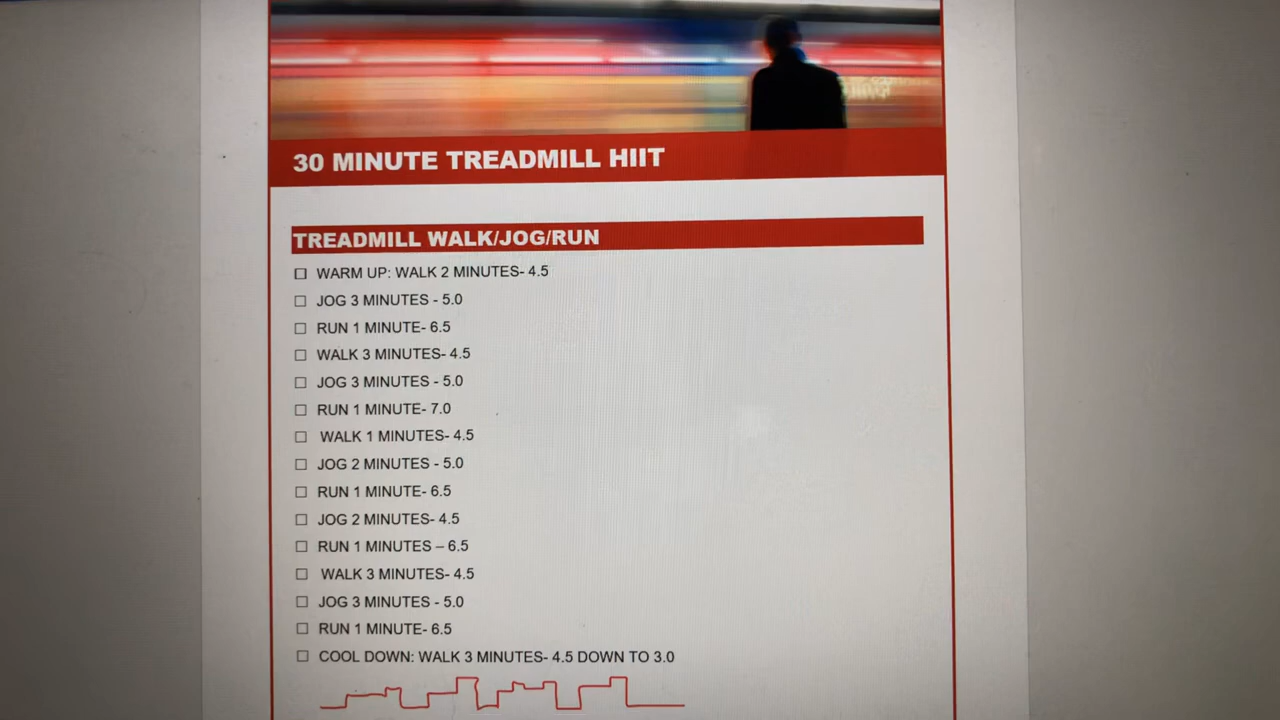 30 MINUTE TREADMILL HIIT
TREADMILL WALK/JOG/RUN
☐ WARM UP: WALK 2 MINUTES- 4.5
☐ JOG 3 MINUTES - 5.0
☐ RUN 1 MINUTE- 6.5
☐ WALK 3 MINUTES- 4.5
☐ JOG 3 MINUTES - 5.0
☐ RUN 1 MINUTE- 7.0
☐ WALK 1 MINUTES- 4.5
☐ JOG 2 MINUTES - 5.0
☐ RUN 1 MINUTE- 6.5
☐ JOG 2 MINUTES- 4.5
☐ RUN 1 MINUTES – 6.5
☐ WALK 3 MINUTES- 4.5
☐ JOG 3 MINUTES - 5.0
☐ RUN 1 MINUTE- 6.5
☐ COOL DOWN: WALK 3 MINUTES- 4.5 DOWN TO 3.0